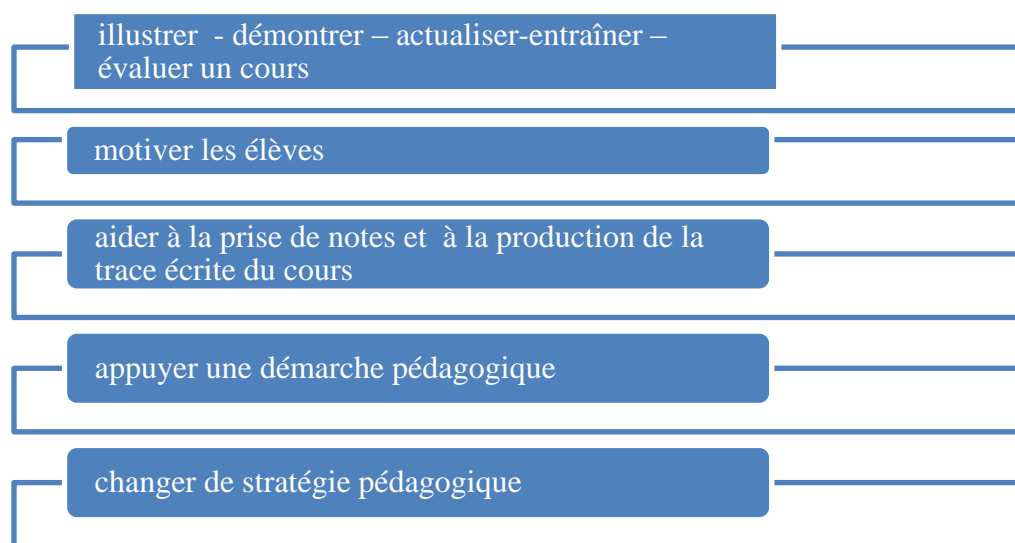 illustrer - démontrer – actualiser-entraîner –
évaluer un cours
motiver les élèves
aider à la prise de notes et à la production de la
trace écrite du cours
appuyer une démarche pédagogique
changer de stratégie pédagogique